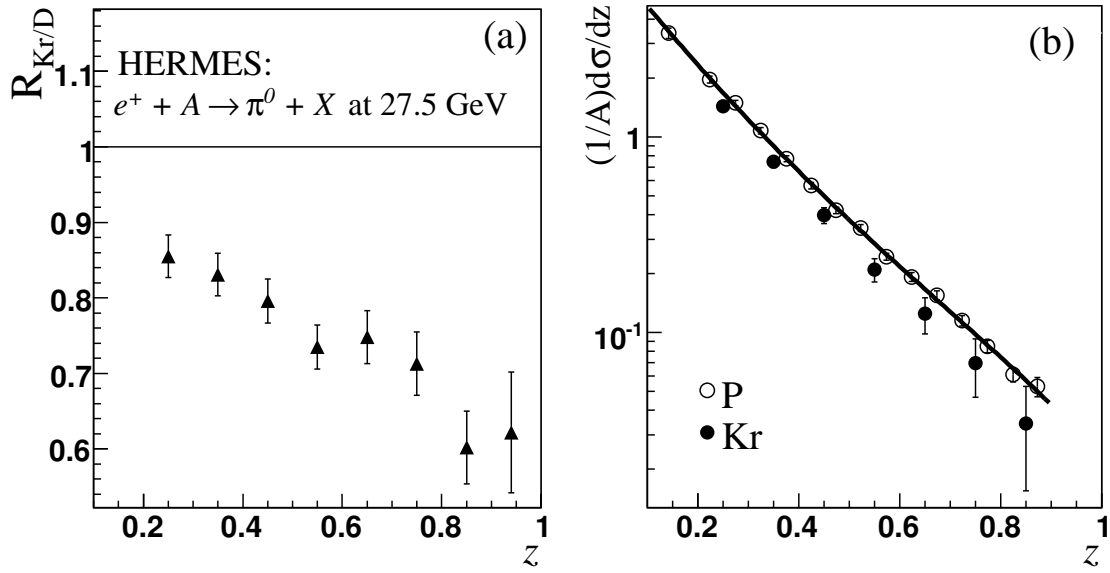 R_{Kr/D}
(a)
HERMES:
e⁺ + A → π⁰ + X at 27.5 GeV
1.1
1
0.9
0.8
0.7
0.6
0.2 0.4 0.6 0.8 1
z
(1/A)dσ/dz
(b)
1
10⁻¹
P
Kr
0.2 0.4 0.6 0.8 1
z